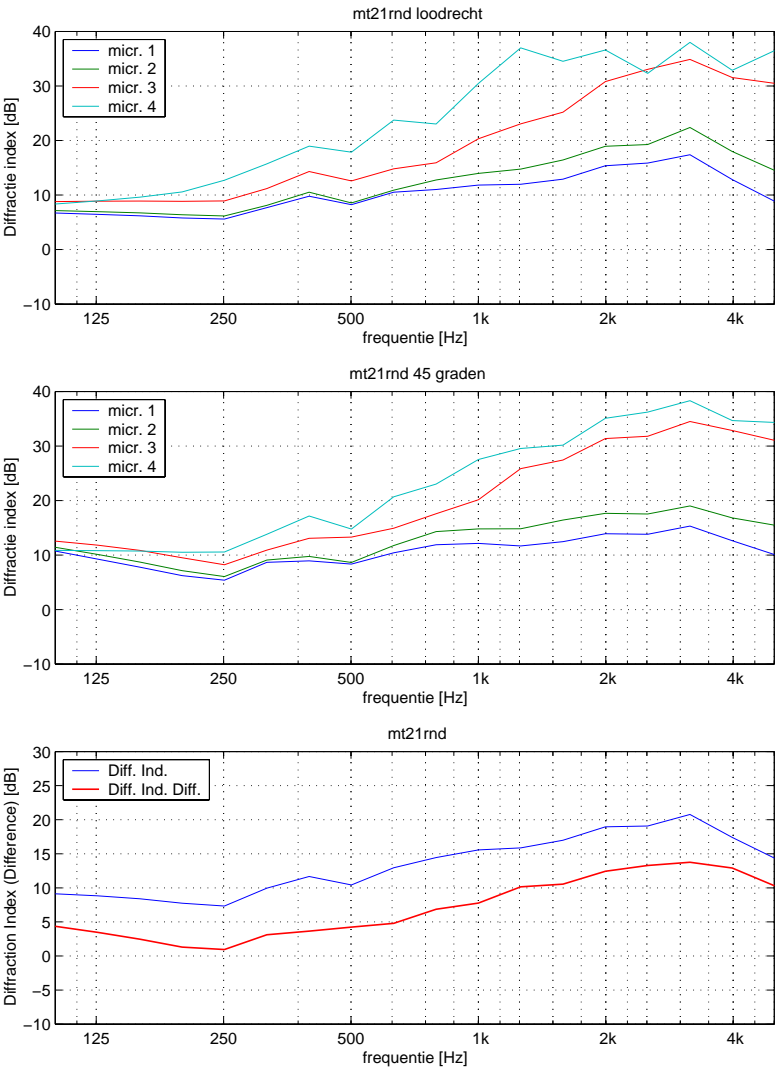 mt21rnd loodrecht
Diffractie index [dB]
40
30
20
10
0
−10
micr. 1
micr. 2
micr. 3
micr. 4
125 250 500 1k 2k 4k
frequentie [Hz]
mt21rnd 45 graden
Diffractie index [dB]
40
30
20
10
0
−10
micr. 1
micr. 2
micr. 3
micr. 4
125 250 500 1k 2k 4k
frequentie [Hz]
mt21rnd
Diffraction Index (Difference) [dB]
30
25
20
15
10
5
0
−5
−10
Diff. Ind.
Diff. Ind. Diff.
125 250 500 1k 2k 4k
frequentie [Hz]